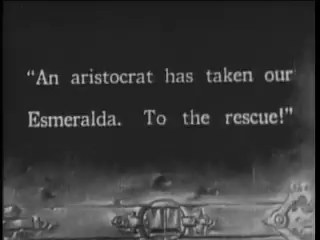 “An aristocrat has taken our
Esmeralda. To the rescue!”